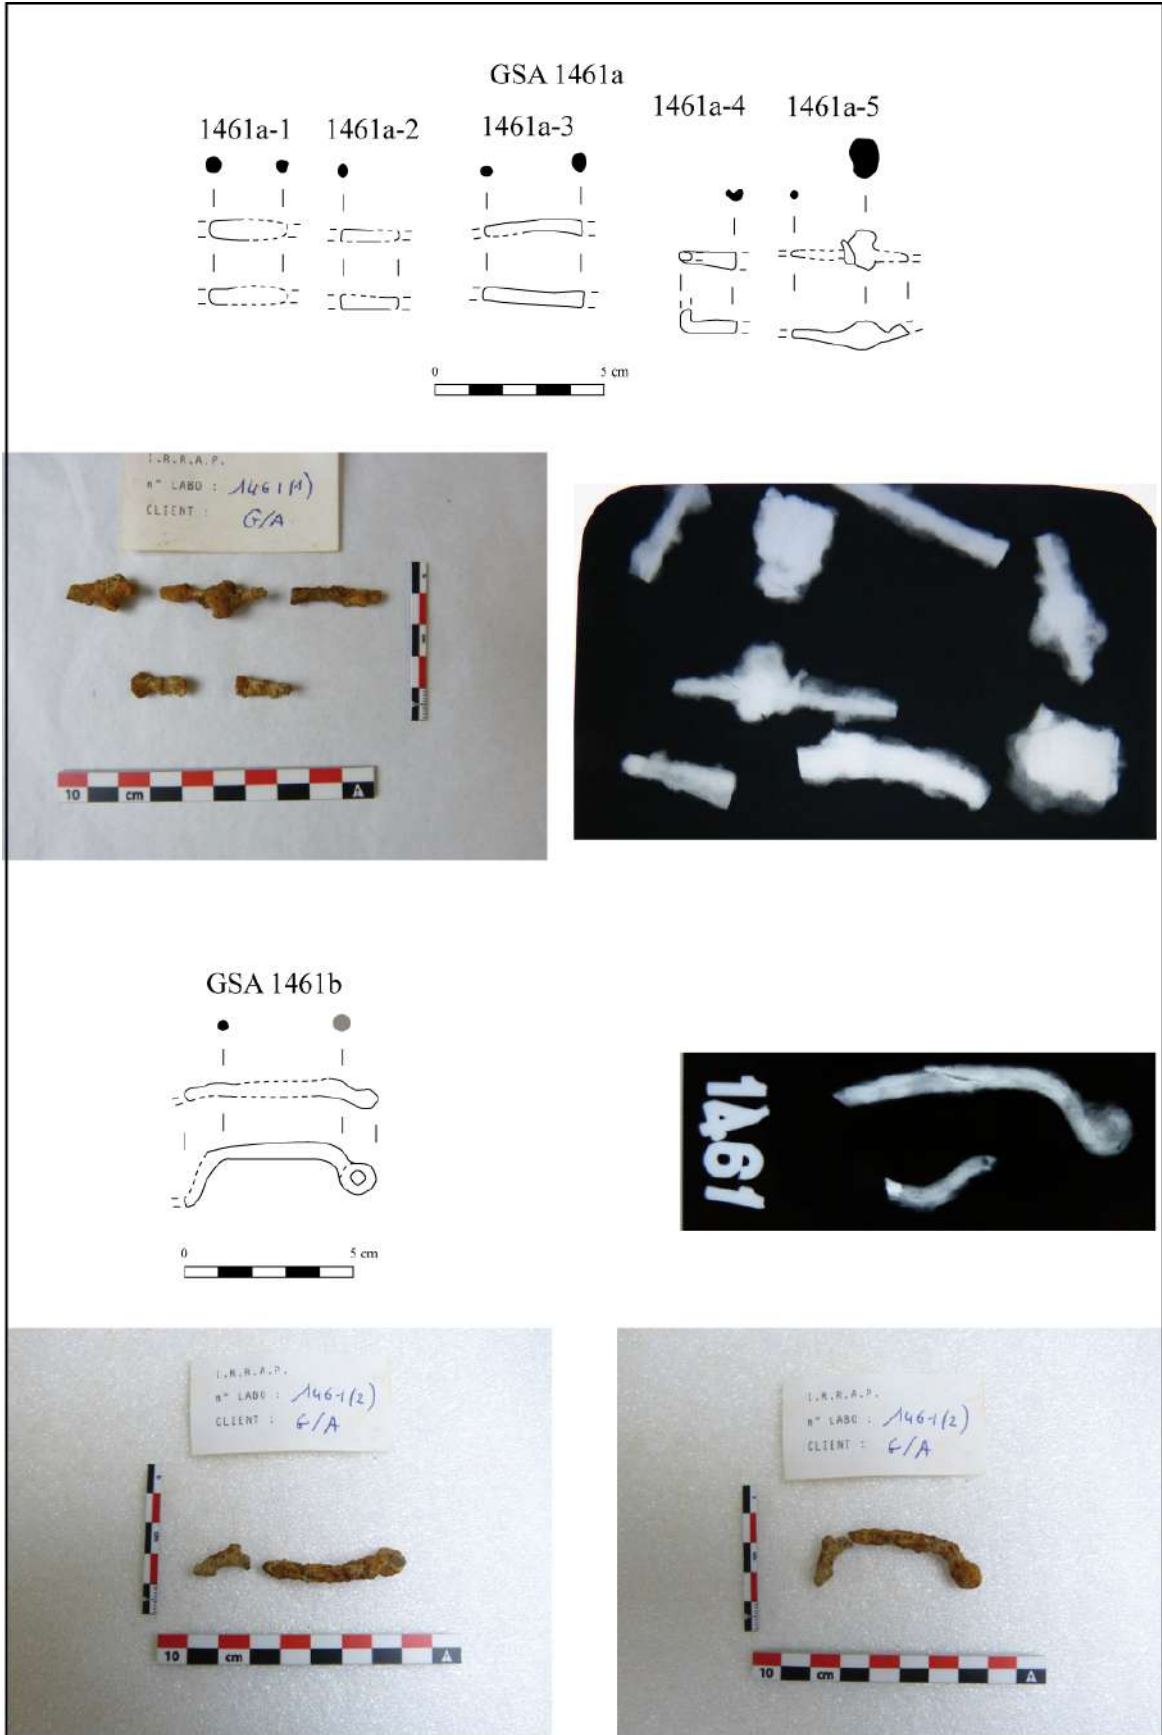 GSA 1461a
1461a-1
1461a-2
1461a-3
1461a-4
1461a-5
0 5 cm
I.R.R.A.P.
n° LABO : 1461(1)
CLIENT : G/A
10 cm
GSA 1461b
1461
0 5 cm
I.R.R.A.P.
n° LABO : 1461(2)
CLIENT : G/A
10 cm
I.R.R.A.P.
n° LABO : 1461(2)
CLIENT : G/A
10 cm